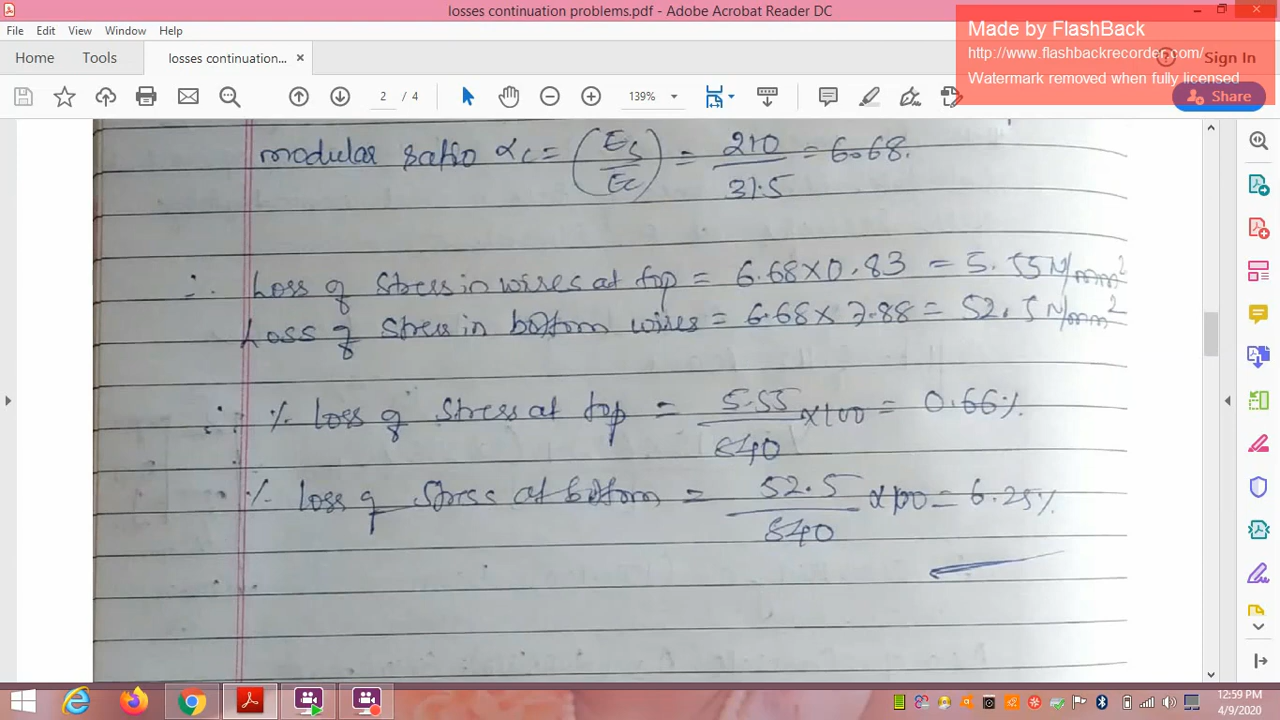 losses continuation problems.pdf - Adobe Acrobat Reader DC
Made by FlashBack
http://www.flashbackrecorder.com/
Watermark removed when fully licensed
File Edit View Window Help
Home Tools losses continuation... × Sign In
2 / 4 139% Share
modular ratio αc = (Es/Ec) = 210/31.5 = 6.68.
∴ Loss of stress in wires at top = 6.68 x 0.83 = 5.55 N/mm²
Loss of stress in bottom wires = 6.68 x 7.88 = 52.5 N/mm²
∴ % loss of stress at top = 5.55/840 x 100 = 0.66%
% loss of stress at bottom = 52.5/840 x 100 = 6.25%
12:59 PM
4/9/2020